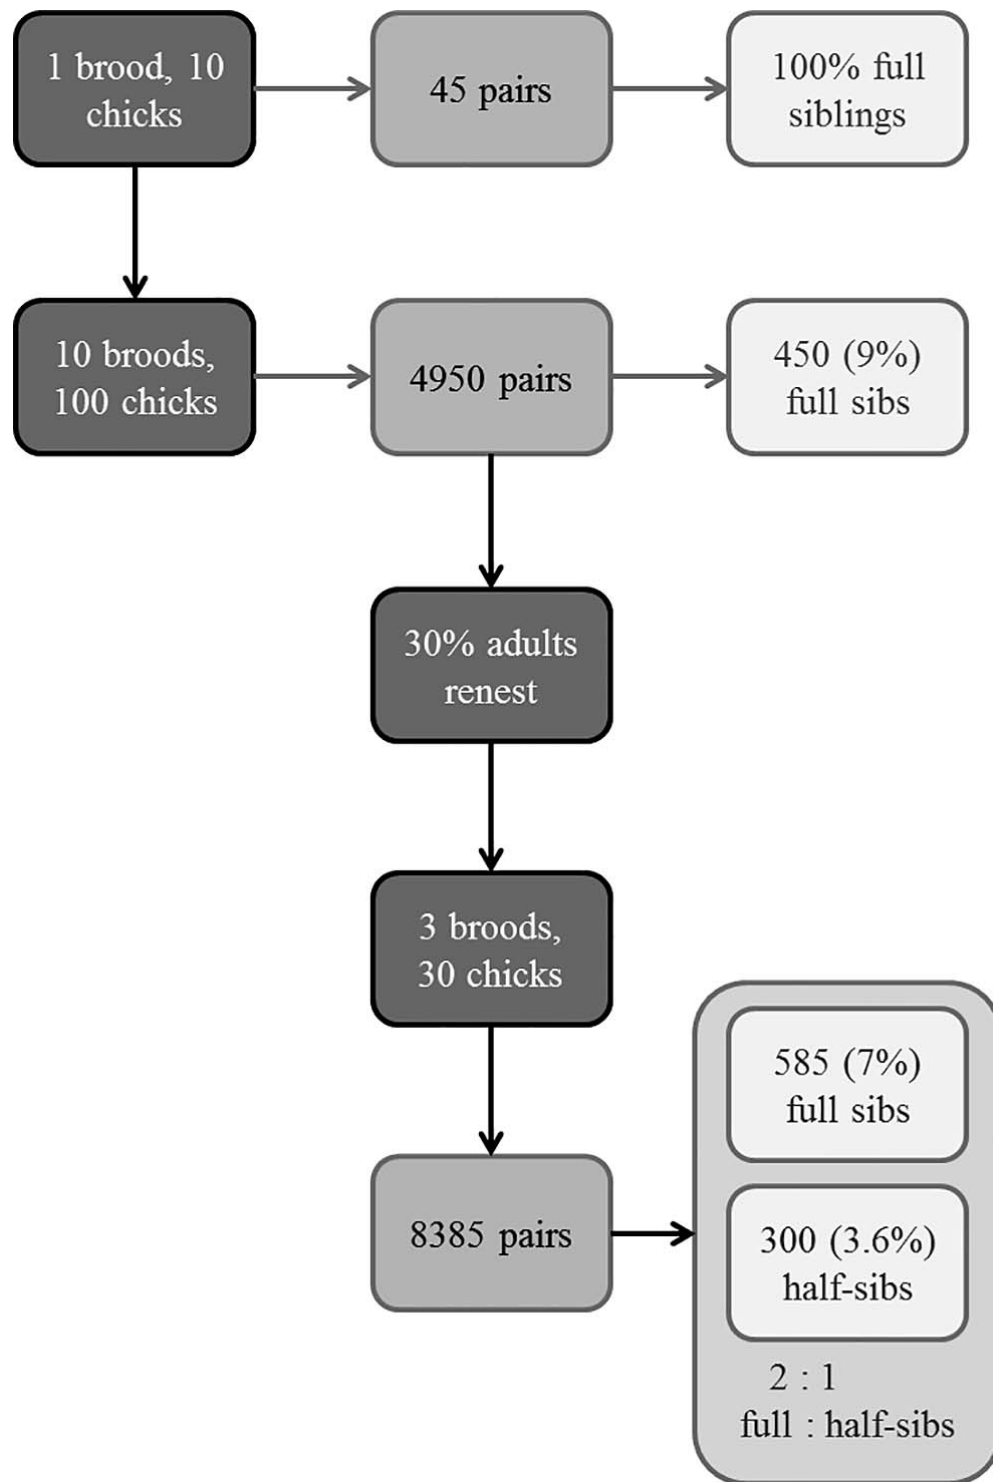 1 brood, 10
chicks
45 pairs
100% full
siblings
10 broods,
100 chicks
4950 pairs
450 (9%)
full sibs
30% adults
renest
3 broods,
30 chicks
8385 pairs
585 (7%)
full sibs
300 (3.6%)
half-sibs
2 : 1
full : half-sibs